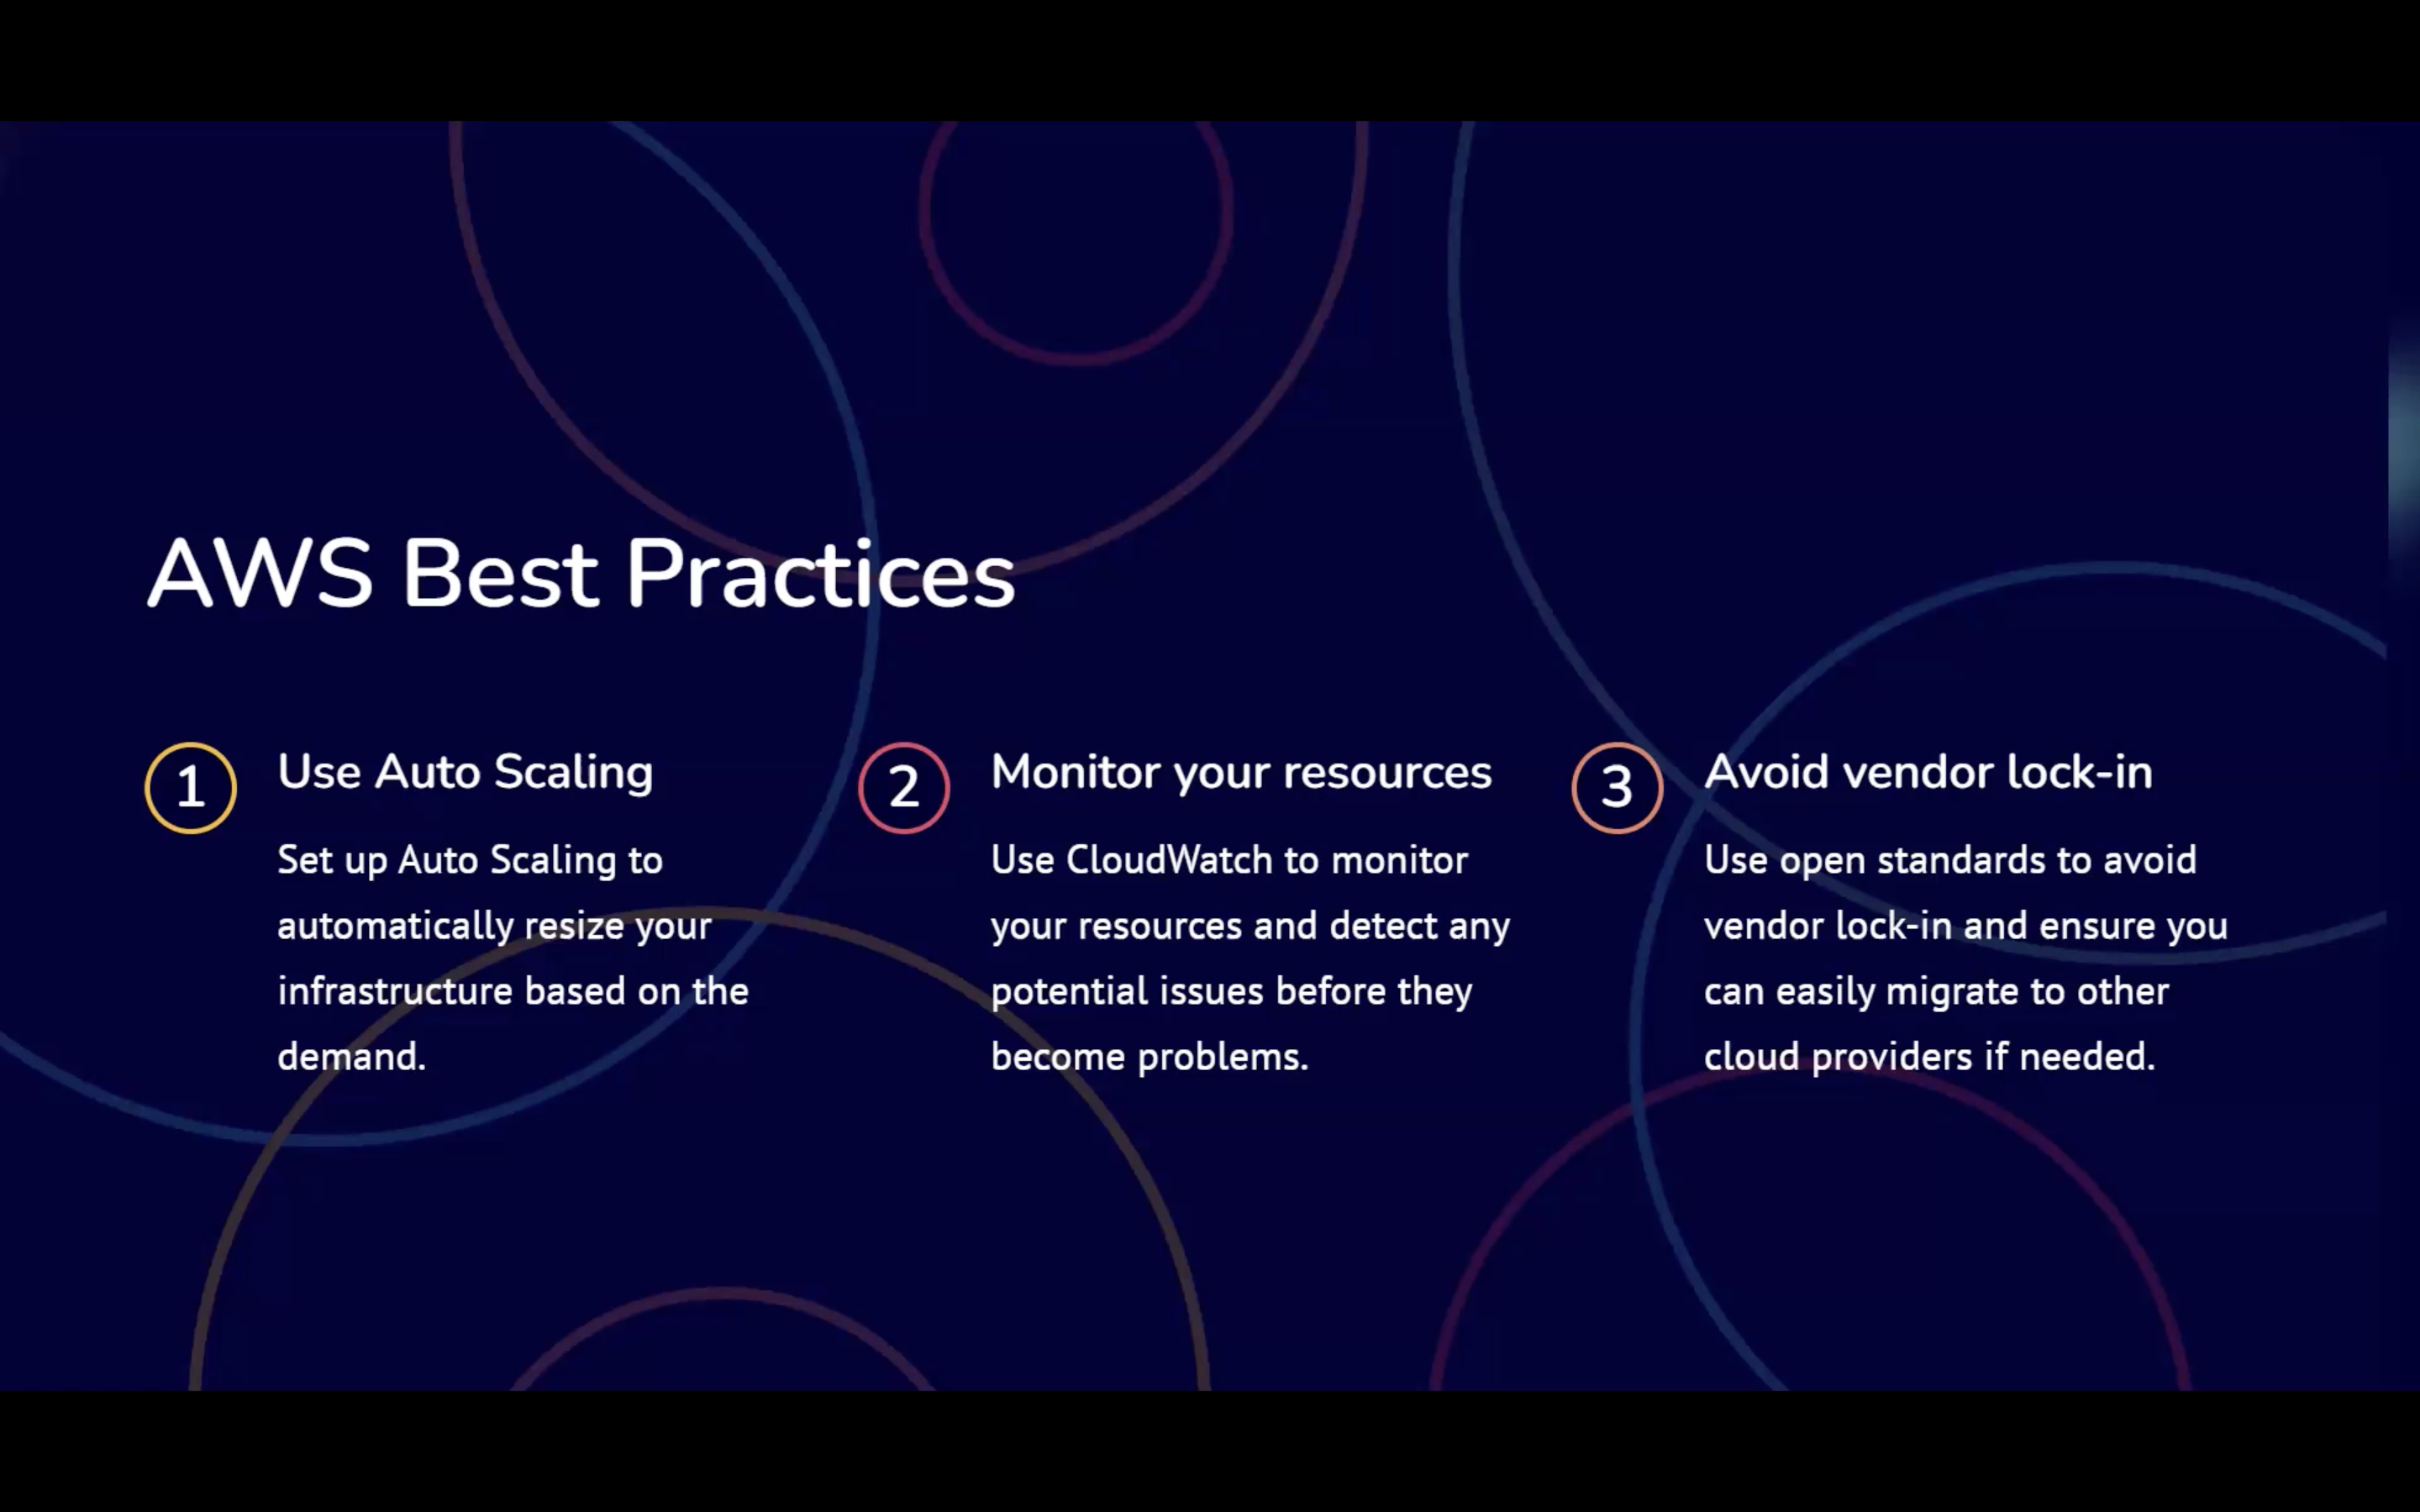 AWS Best Practices
1
Use Auto Scaling
Set up Auto Scaling to
automatically resize your
infrastructure based on the
demand.
2
Monitor your resources
Use CloudWatch to monitor
your resources and detect any
potential issues before they
become problems.
3
Avoid vendor lock-in
Use open standards to avoid
vendor lock-in and ensure you
can easily migrate to other
cloud providers if needed.